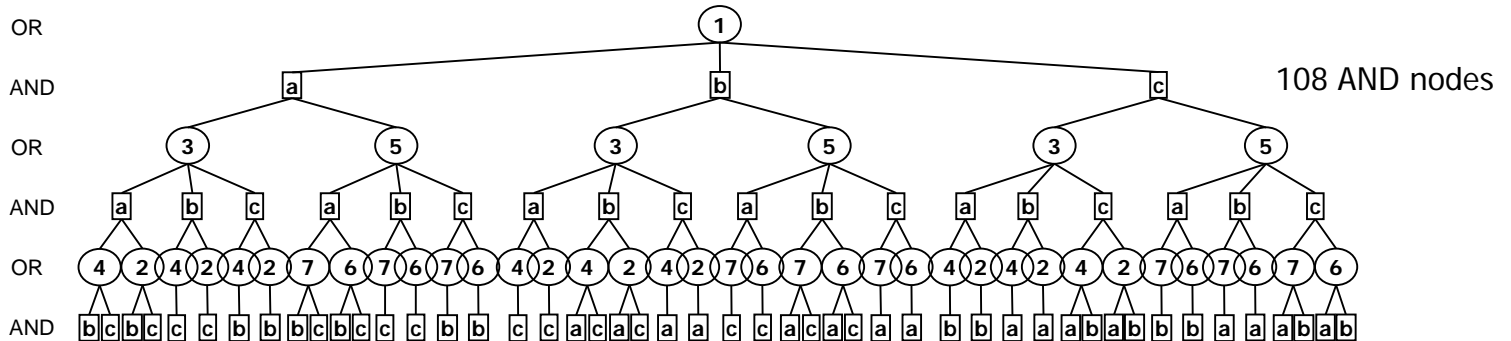 OR 1
AND a b c 108 AND nodes
OR 3 5 3 5 3 5
AND a b c a b c a b c a b c a b c a b c
OR 4 2 4 2 4 2 7 6 7 6 7 6 4 2 4 2 4 2 7 6 7 6 7 6 4 2 4 2 4 2 7 6 7 6 7 6
AND b c b c c c b b b c b c c c b b c c a c a c a a c c a c a c a a b b a a a b a b b b a a a b a b